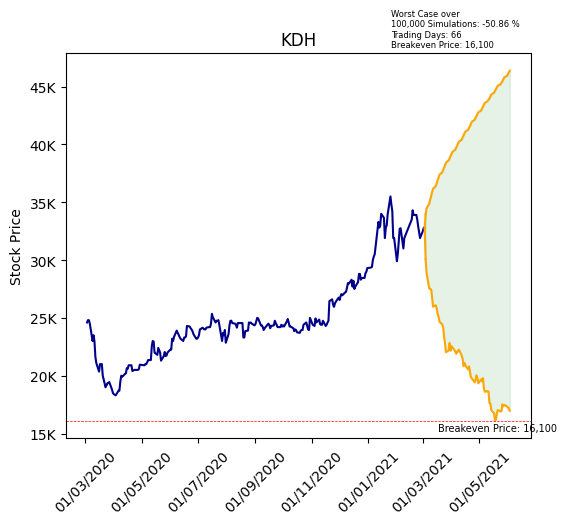 Worst Case over
100,000 Simulations: -50.86 %
Trading Days: 66
Breakeven Price: 16,100
KDH
Stock Price
45K
40K
35K
30K
25K
20K
15K
Breakeven Price: 16,100
01/03/2020
01/05/2020
01/07/2020
01/09/2020
01/11/2020
01/01/2021
01/03/2021
01/05/2021